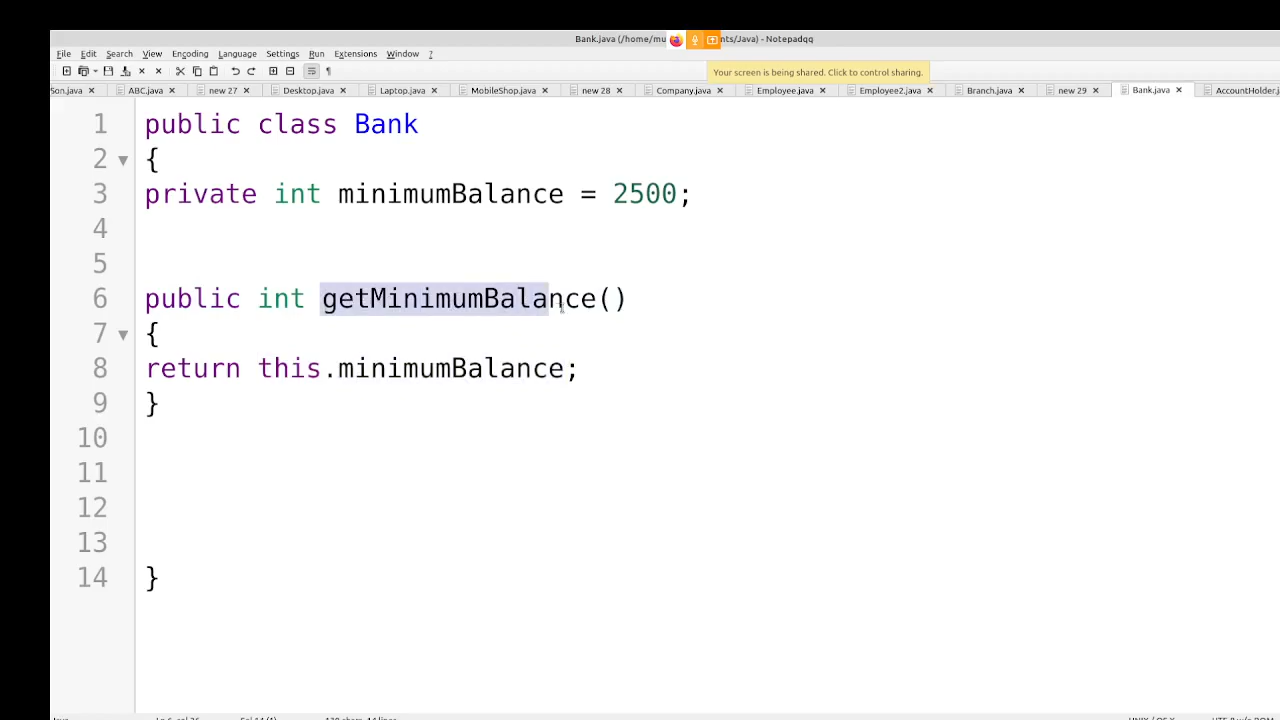 Bank.java (/home/mu nts/Java) - Notepadqq
File Edit Search View Encoding Language Settings Run Extensions Window ?
Your screen is being shared. Click to control sharing.
Son.java ABC.java new 27 Desktop.java Laptop.java MobileShop.java new 28 Company.java Employee.java Employee2.java Branch.java new 29 Bank.java AccountHolder.j
1 public class Bank
2 {
3 private int minimumBalance = 2500;
4
5
6 public int getMinimumBalance()
7 {
8 return this.minimumBalance;
9 }
10
11
12
13
14 }